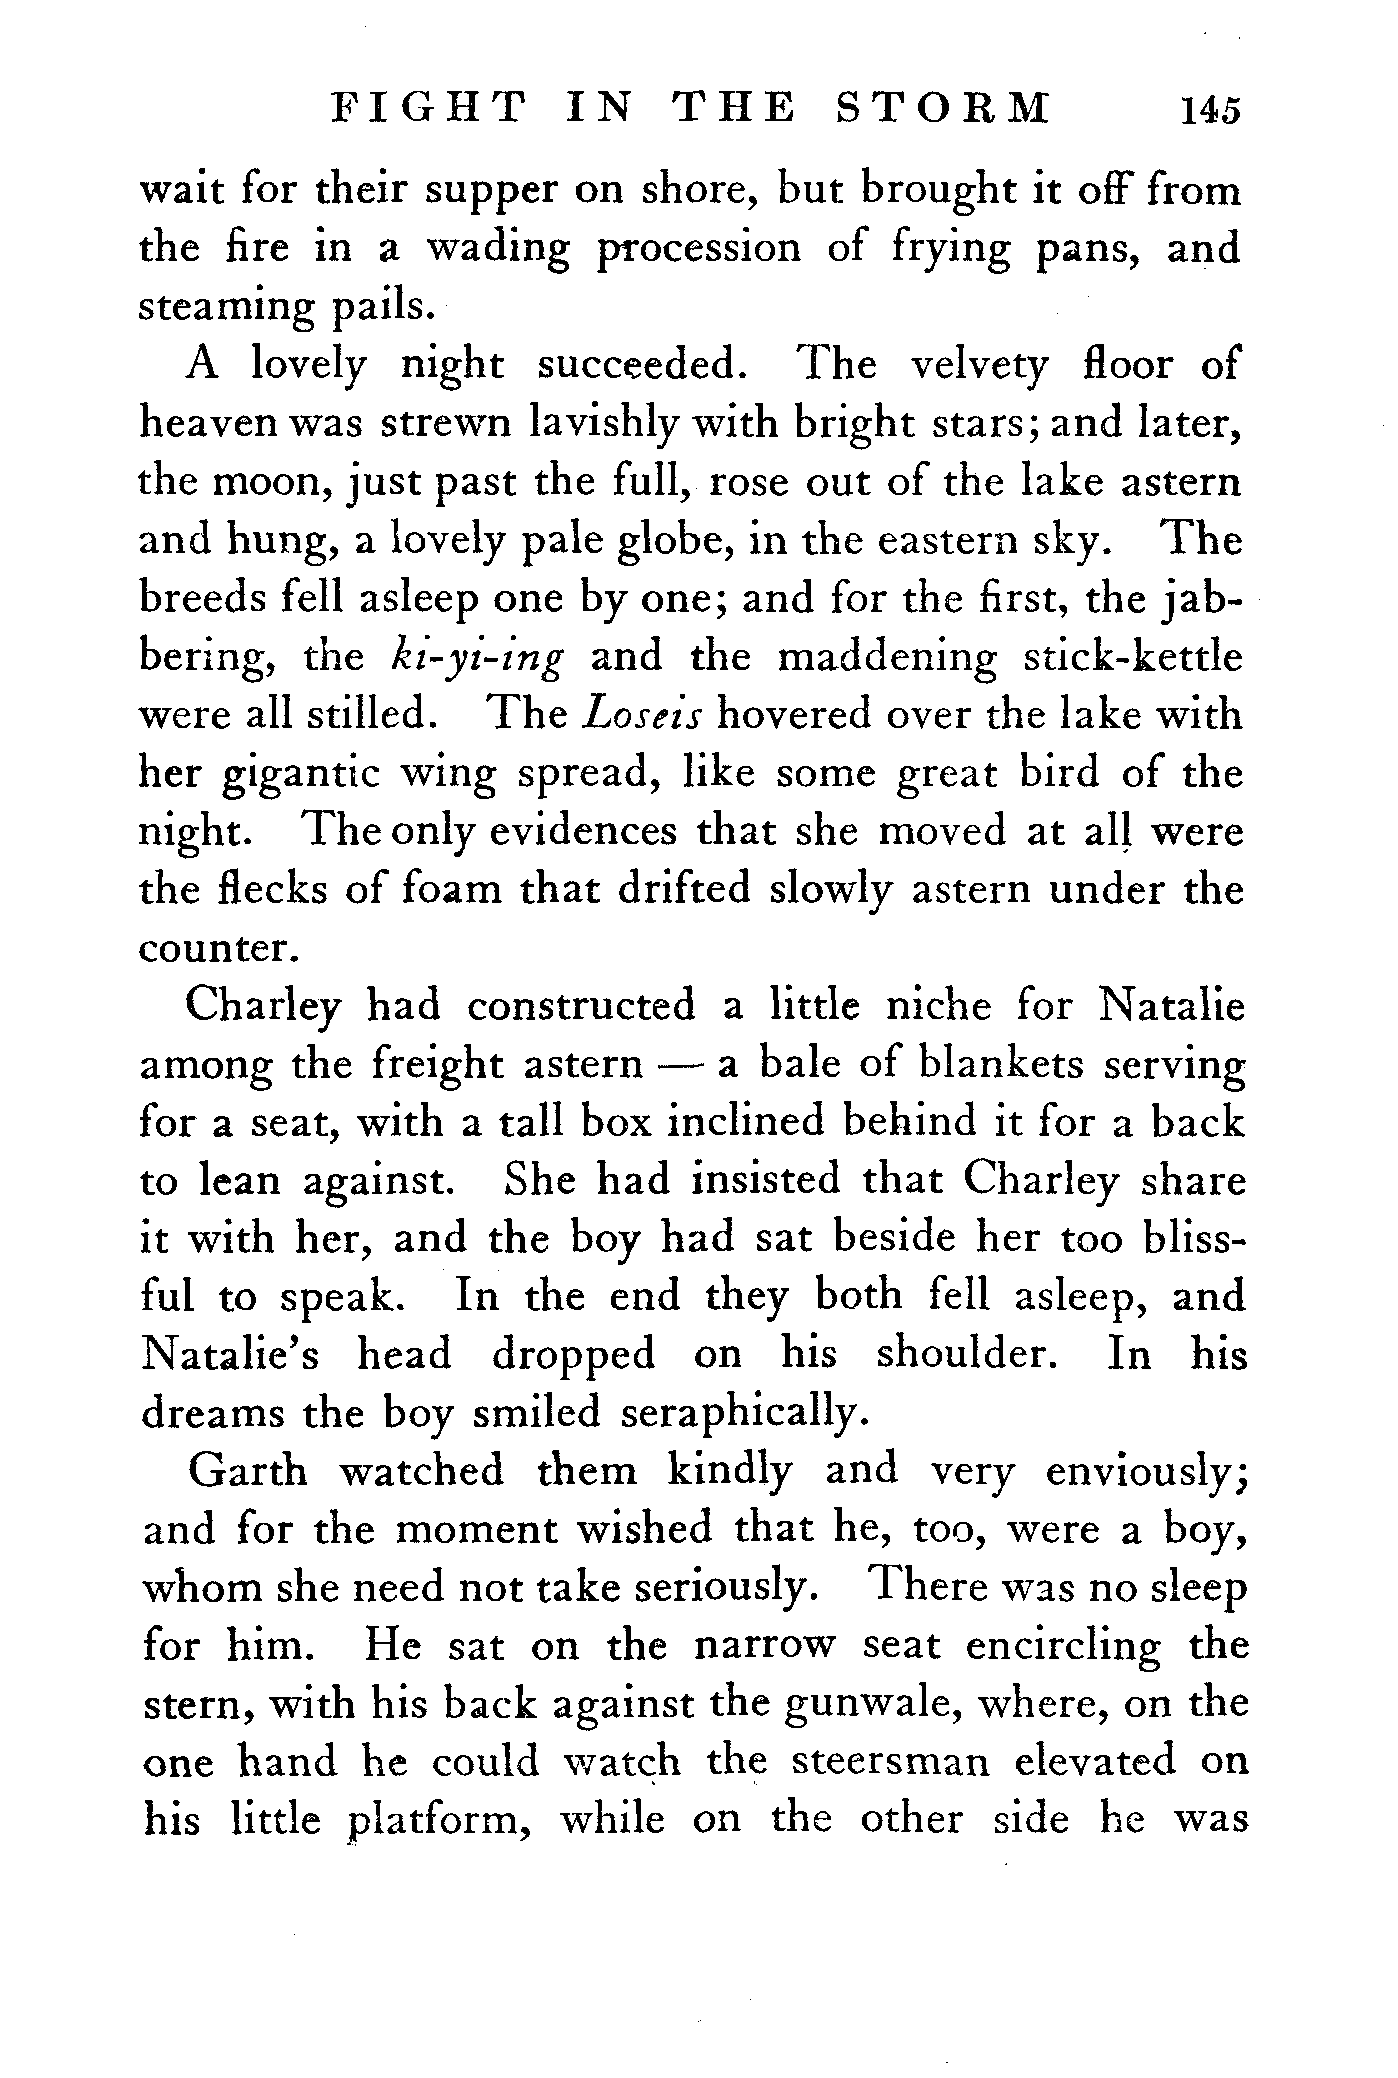 FIGHT IN THE STORM 145
wait for their supper on shore, but brought it off from
the fire in a wading procession of frying pans, and
steaming pails.
A lovely night succeeded. The velvety floor of
heaven was strewn lavishly with bright stars; and later,
the moon, just past the full, rose out of the lake astern
and hung, a lovely pale globe, in the eastern sky. The
breeds fell asleep one by one; and for the first, the jab-
bering, the ki-yi-ing and the maddening stick-kettle
were all stilled. The Loseis hovered over the lake with
her gigantic wing spread, like some great bird of the
night. The only evidences that she moved at all were
the flecks of foam that drifted slowly astern under the
counter.
Charley had constructed a little niche for Natalie
among the freight astern — a bale of blankets serving
for a seat, with a tall box inclined behind it for a back
to lean against. She had insisted that Charley share
it with her, and the boy had sat beside her too bliss-
ful to speak. In the end they both fell asleep, and
Natalie's head dropped on his shoulder. In his
dreams the boy smiled seraphically.
Garth watched them kindly and very enviously;
and for the moment wished that he, too, were a boy,
whom she need not take seriously. There was no sleep
for him. He sat on the narrow seat encircling the
stern, with his back against the gunwale, where, on the
one hand he could watch the steersman elevated on
his little platform, while on the other side he was